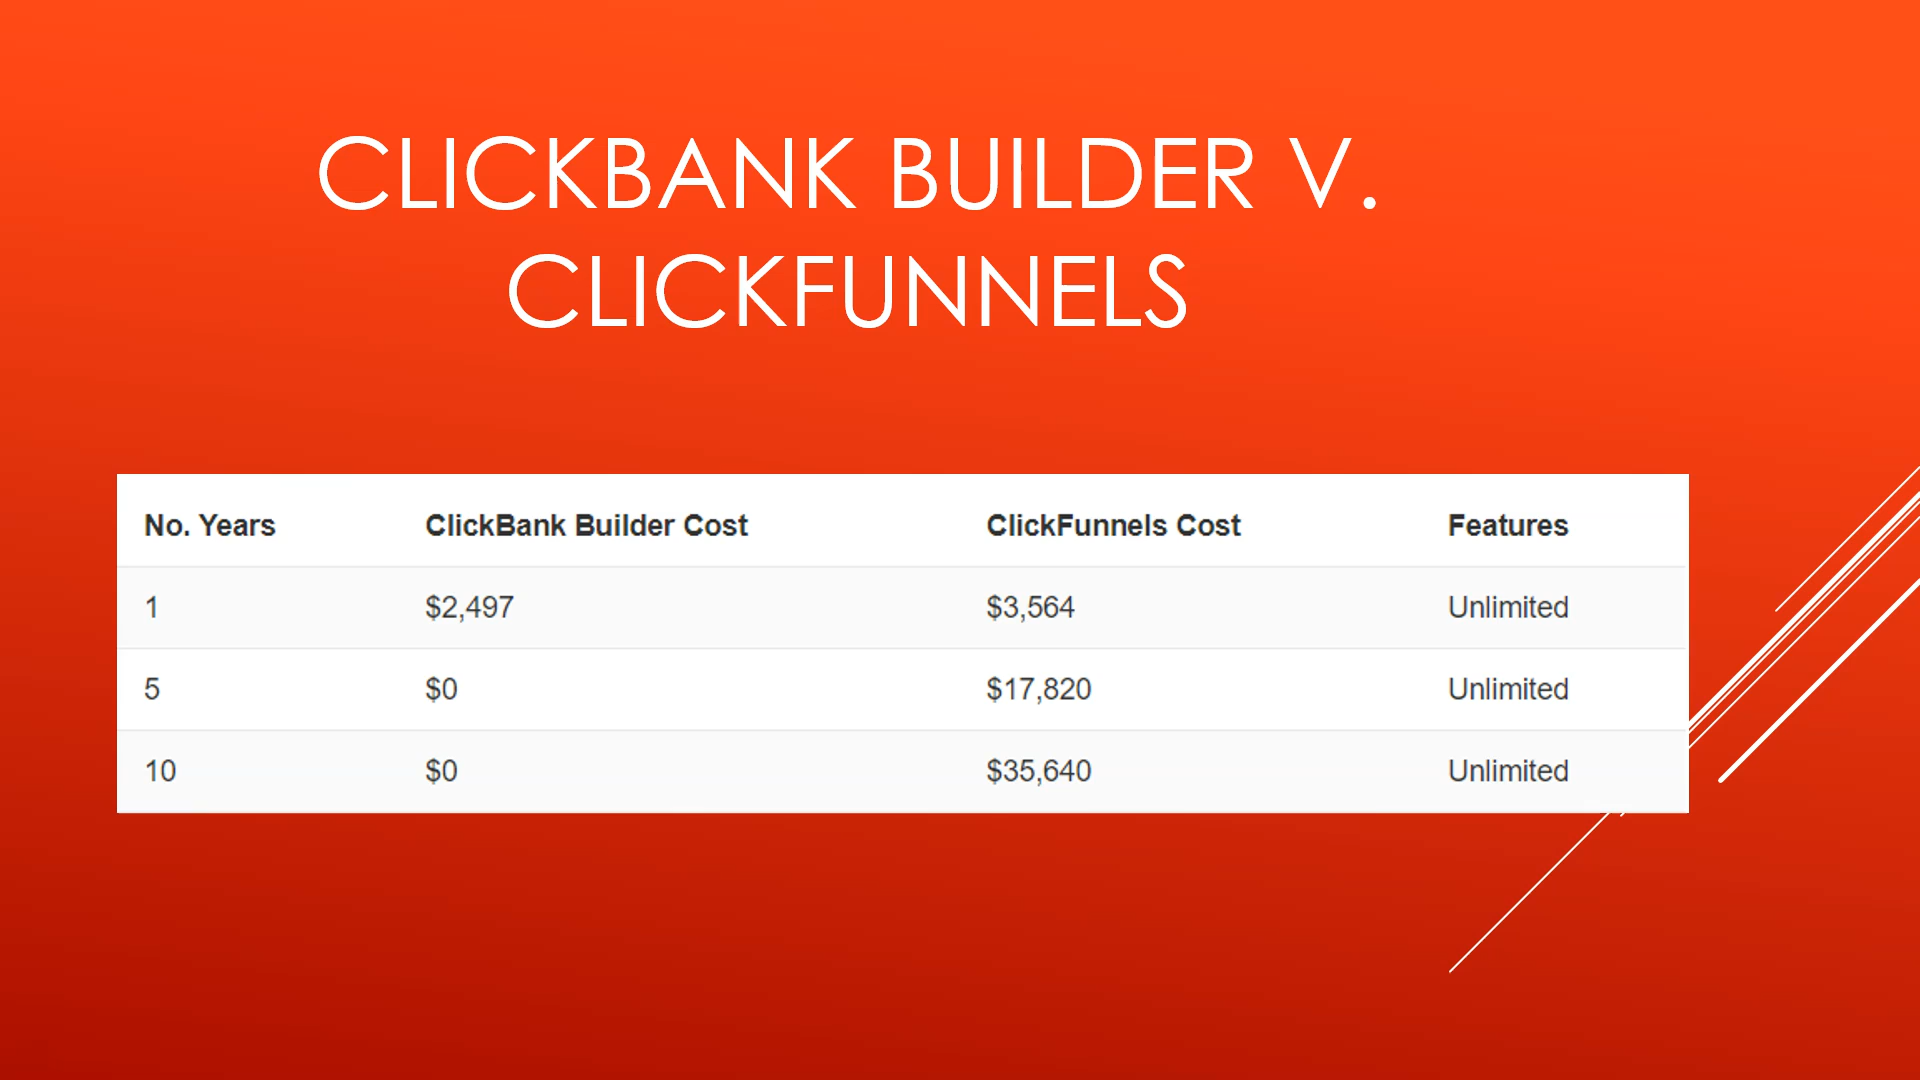 CLICKBANK BUILDER V.
CLICKFUNNELS
No. Years ClickBank Builder Cost ClickFunnels Cost Features
1 $2,497 $3,564 Unlimited
5 $0 $17,820 Unlimited
10 $0 $35,640 Unlimited